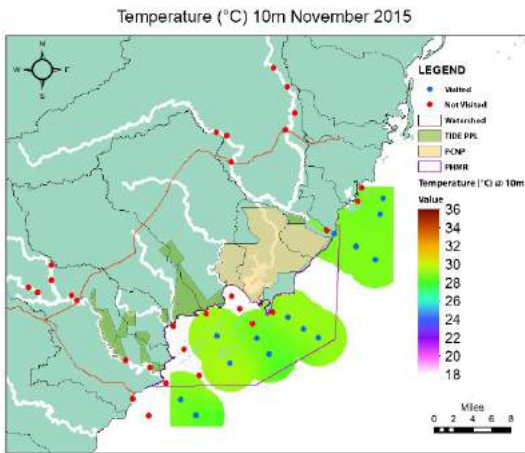 Temperature (°C) 10m November 2015
N
W
E
S
LEGEND
Visited
Not Visited
Watershed
TIDE PPL
PCNP
PHMR
Temperature (°C) @ 10m
Value
36
34
32
30
28
26
24
22
20
18
Miles
0 2 4 8